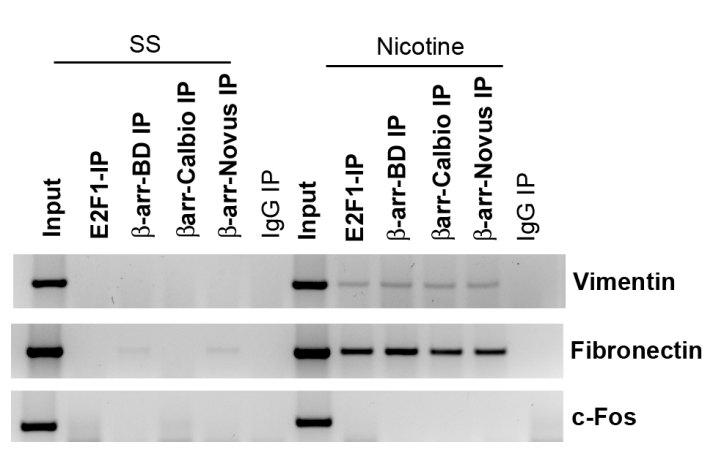 SS
Nicotine
Input
E2F1-IP
β-arr-BD IP
βarr-Calbio IP
β-arr-Novus IP
IgG IP
Input
E2F1-IP
β-arr-BD IP
βarr-Calbio IP
β-arr-Novus IP
IgG IP
Vimentin
Fibronectin
c-Fos